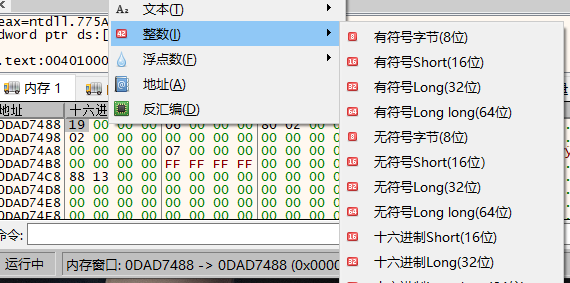 eax=ntdll.775A
dword ptr ds:[
.text:00401000
文本(T)
整数(I)
浮点数(F)
地址(A)
反汇编(D)
有符号字节(8位)
有符号Short(16位)
有符号Long(32位)
有符号Long long(64位)
无符号字节(8位)
无符号Short(16位)
无符号Long(32位)
无符号Long long(64位)
十六进制Short(16位)
十六进制Long(32位)
内存 1
内存
地址 十六进
0DAD7488 19 00 00 00
0DAD7498 02 00 00 00 00 00 00 00
0DAD74A8 00 00 00 00 07 00 00 00 00 00 00 00
0DAD74B8 00 00 00 00 FF FF FF FF 00 00 00 00
0DAD74C8 88 13 00 00 00 00 00 00 00 00 00 00
0DAD74D8 00 00 00 00 00 00 00 00 00 00 00 00
0DAD74E8 00 00 00 00 00 00 00 00 00 00 00 00
命令:
运行中 内存窗口: 0DAD7488 -> 0DAD7488 (0x0000